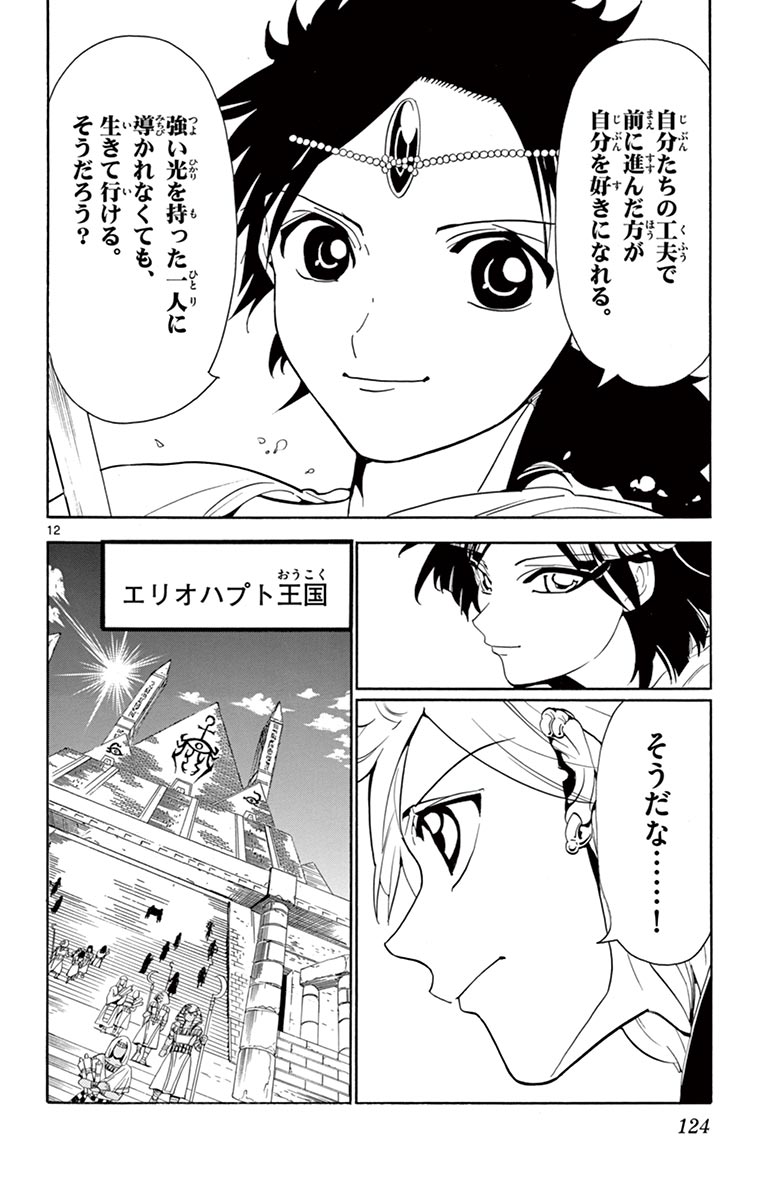 自分たちの工夫で
前に進んだ方が
自分を好きになれる。
強い光を持った一人に
導かれなくても、
生きて行ける。
そうだろう？
12
そうだな……！
エリオハプト王国
124